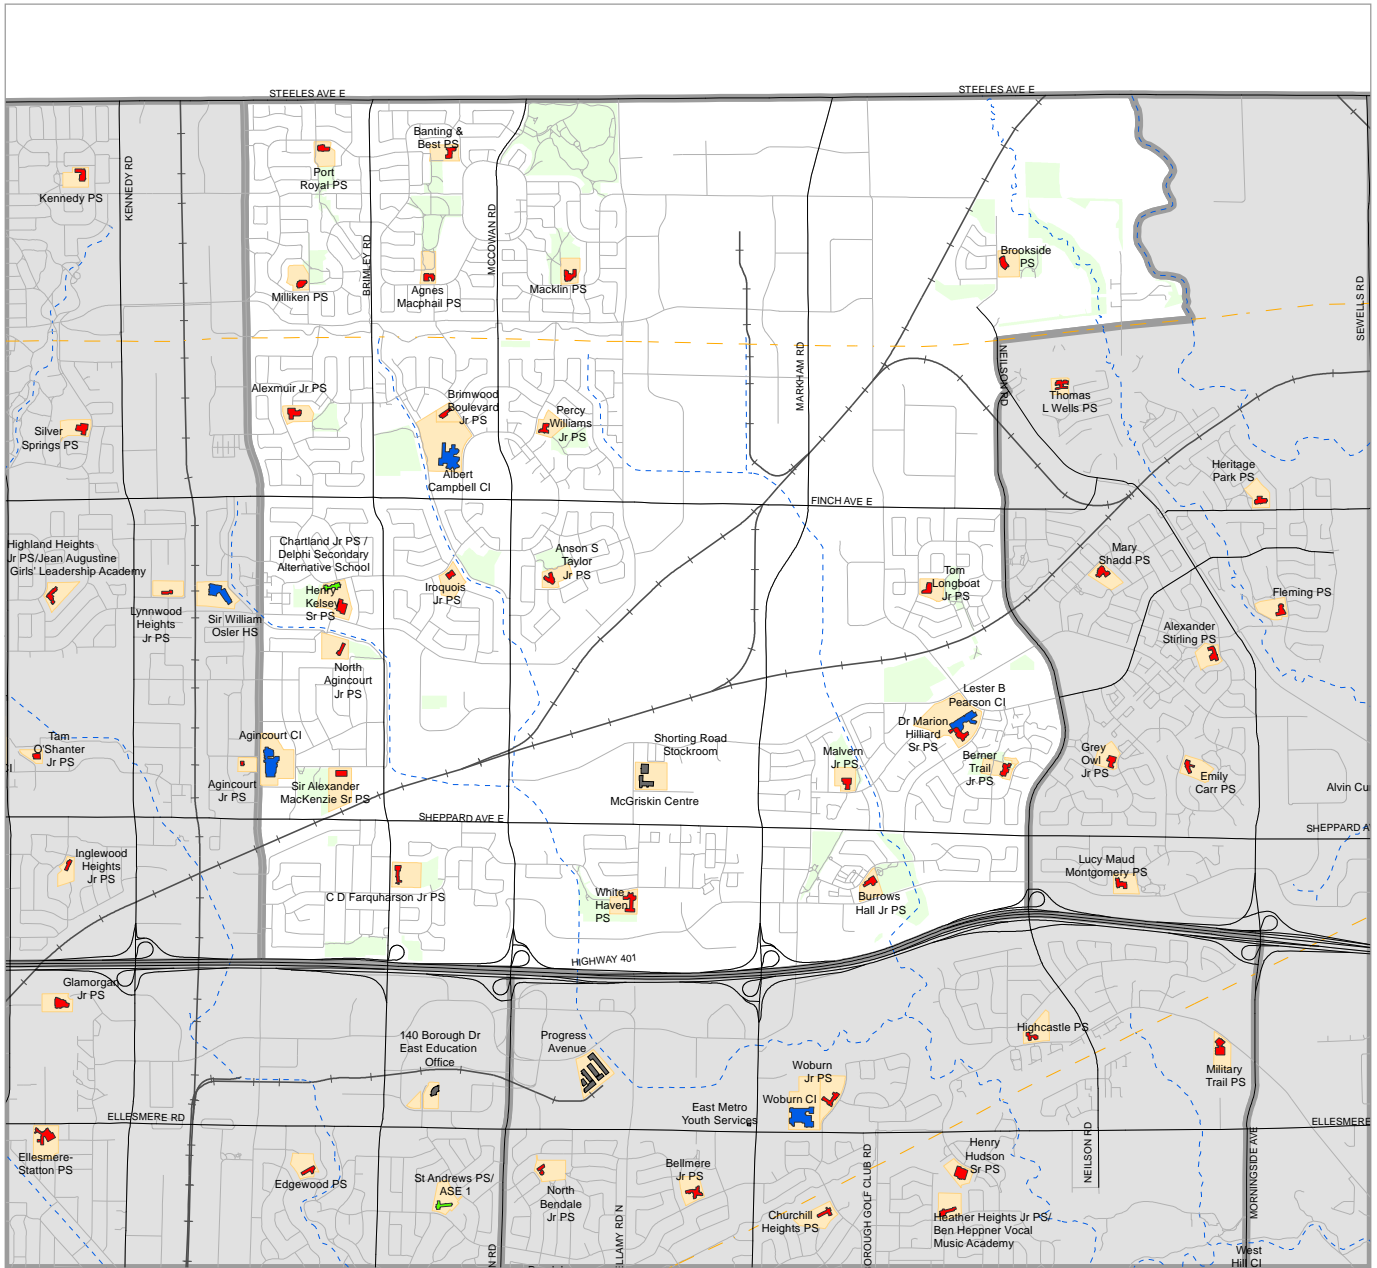 STEELES AVE E
STEELES AVE E
Banting &
Best PS
Port
Royal PS
KENNEDY RD
Kennedy PS
BRIMLEY RD
MCCOWAN RD
Brookside
PS
Milliken PS
Agnes
Macphail PS
Macklin PS
SEWELLS RD
MARKHAM RD
NEILSON RD
Alexmuir Jr PS
Brimwood
Boulevard
Jr PS
Percy
Williams
Jr PS
Thomas
L Wells PS
Silver
Springs PS
Albert
Campbell CI
Heritage
Park PS
FINCH AVE E
Highland Heights
Jr PS/Jean Augustine
Girls' Leadership Academy
Chartland Jr PS /
Delphi Secondary
Alternative School
Henry
Kelsey
Sr PS
Iroquois
Jr PS
Anson S
Taylor
Jr PS
Tom
Longboat
Jr PS
Mary
Shadd PS
Fleming PS
Lynnwood
Heights
Jr PS
Sir William
Osler HS
Alexander
Stirling PS
North
Agincourt
Jr PS
Lester B
Pearson CI
Dr Marion
Hilliard
Sr PS
Tam
O'Shanter
Jr PS
CI
Agincourt CI
Shorting Road
Stockroom
Malvern
Jr PS
Berner
Trail
Jr PS
Grey
Owl
Jr PS
Emily
Carr PS
Agincourt
Jr PS
Sir Alexander
MacKenzie Sr PS
McGriskin Centre
Alvin Cu
SHEPPARD AVE E
SHEPPARD A
Inglewood
Heights
Jr PS
Lucy Maud
Montgomery PS
C D Farquharson Jr PS
White
Haven
PS
Burrows
Hall Jr PS
HIGHWAY 401
Glamorgan
Jr PS
140 Borough Dr
East Education
Office
Progress
Avenue
Highcastle PS
Woburn
Jr PS
Military
Trail PS
Woburn CI
East Metro
Youth Services
ELLESMERE RD
ELLESMERE
Ellesmere-
Statton PS
Edgewood PS
St Andrews PS/
ASE 1
North
Bendale
Jr PS
Bellmere
Jr PS
Henry
Hudson
Sr PS
NEILSON RD
MORNINGSIDE AVE
Churchill
Heights PS
OROUGH GOLF CLUB RD
Heather Heights Jr PS/
Ben Heppner Vocal
Music Academy
N RD
ELLAMY RD N
West
Hill CI